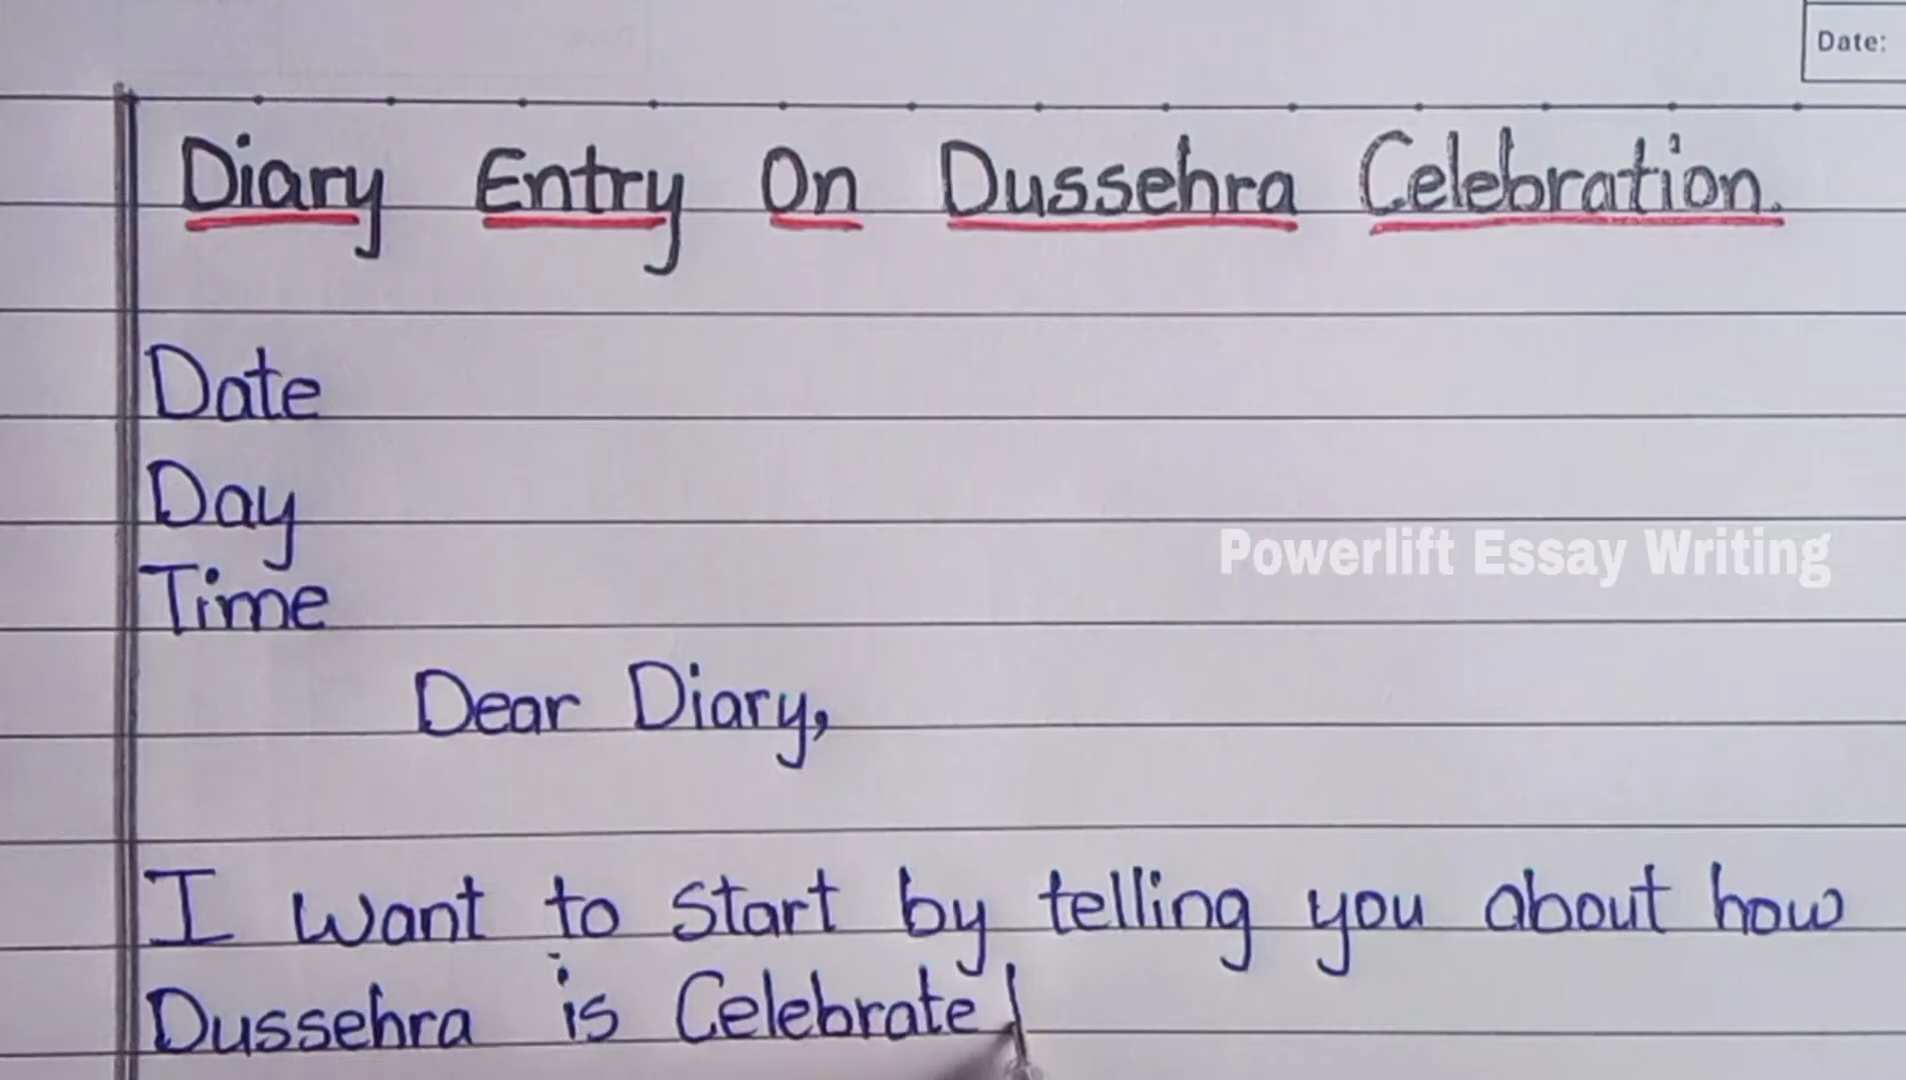 Date:
Diary Entry On Dussehra Celebration.
Date
Day
Powerlift Essay Writing
Time
Dear Diary,
I want to start by telling you about how
Dussehra is Celebrate